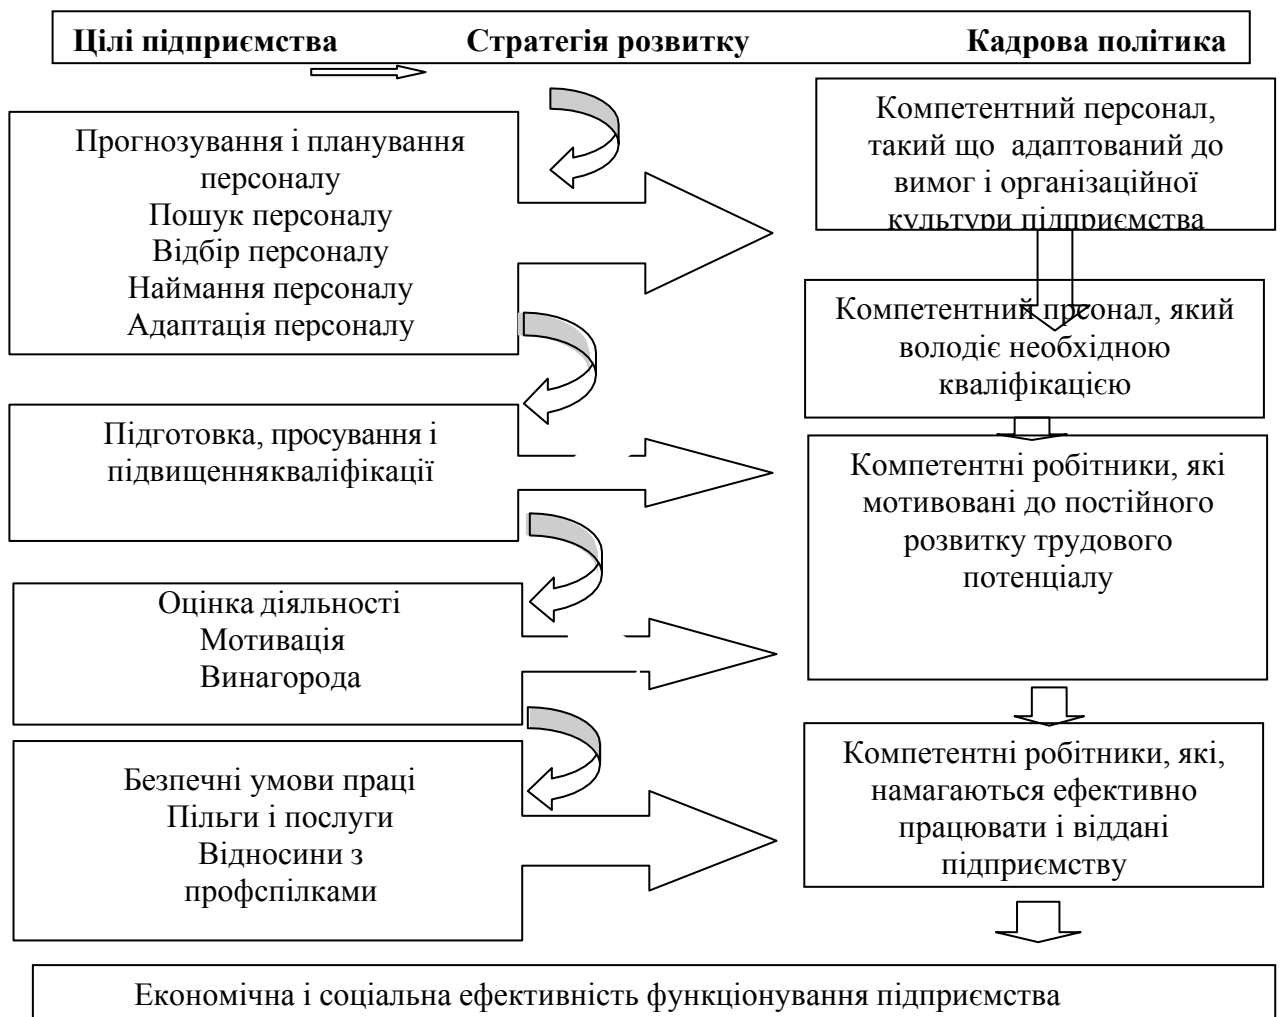 Цілі підприємства Стратегія розвитку Кадрова політика
Прогнозування і планування
персоналу
Пошук персоналу
Відбір персоналу
Наймання персоналу
Адаптація персоналу
Компетентний персонал,
такий що адаптований до
вимог і організаційної
культури підприємства
Компетентний прсонал, який
володіє необхідною
кваліфікацією
Підготовка, просування і
підвищеннякваліфікації
Компетентні робітники, які
мотивовані до постійного
розвитку трудового
потенціалу
Оцінка діяльності
Мотивація
Винагорода
Безпечні умови праці
Пільги і послуги
Відносини з
профспілками
Компетентні робітники, які,
намагаються ефективно
працювати і віддані
підприємству
Економічна і соціальна ефективність функціонування підприємства